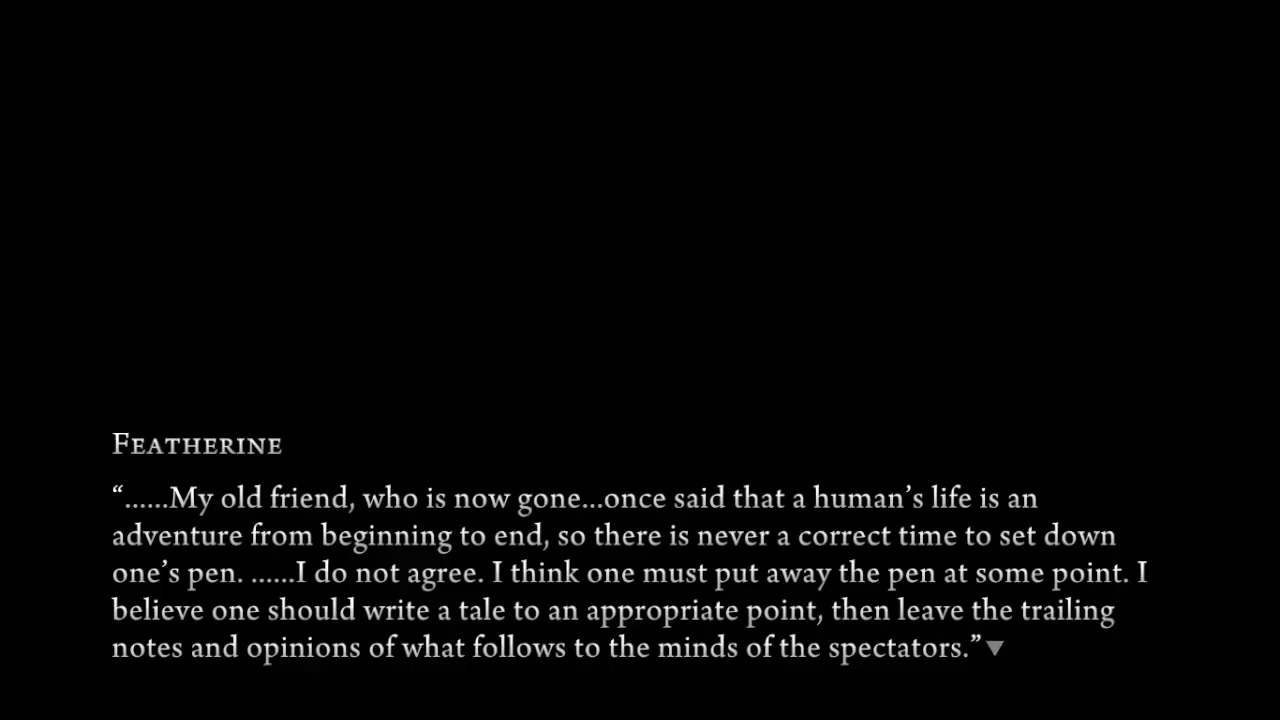 Featherine
“......My old friend, who is now gone...once said that a human’s life is an
adventure from beginning to end, so there is never a correct time to set down
one’s pen. ......I do not agree. I think one must put away the pen at some point. I
believe one should write a tale to an appropriate point, then leave the trailing
notes and opinions of what follows to the minds of the spectators.”